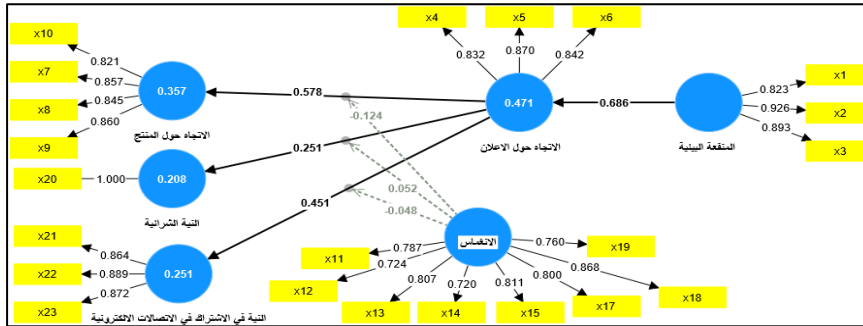 x4
x5
x6
0.832
0.870
0.842
x10
x7
x8
x9
0.821
0.857
0.845
0.860
0.357
الاتجاه حول المنتج
0.578
-0.124
0.471
الاتجاه حول الاعلان
0.686
المنفعة البيئية
0.823
0.926
0.893
x1
x2
x3
0.251
0.052
-0.048
0.451
x20
1.000
0.208
النية الشرائية
x21
x22
x23
0.864
0.889
0.872
0.251
النية في الاشتراك في الاتصالات الالكترونية
الانغماس
x11
x12
x13
x14
x15
x17
x18
x19
0.787
0.724
0.807
0.720
0.811
0.800
0.868
0.760